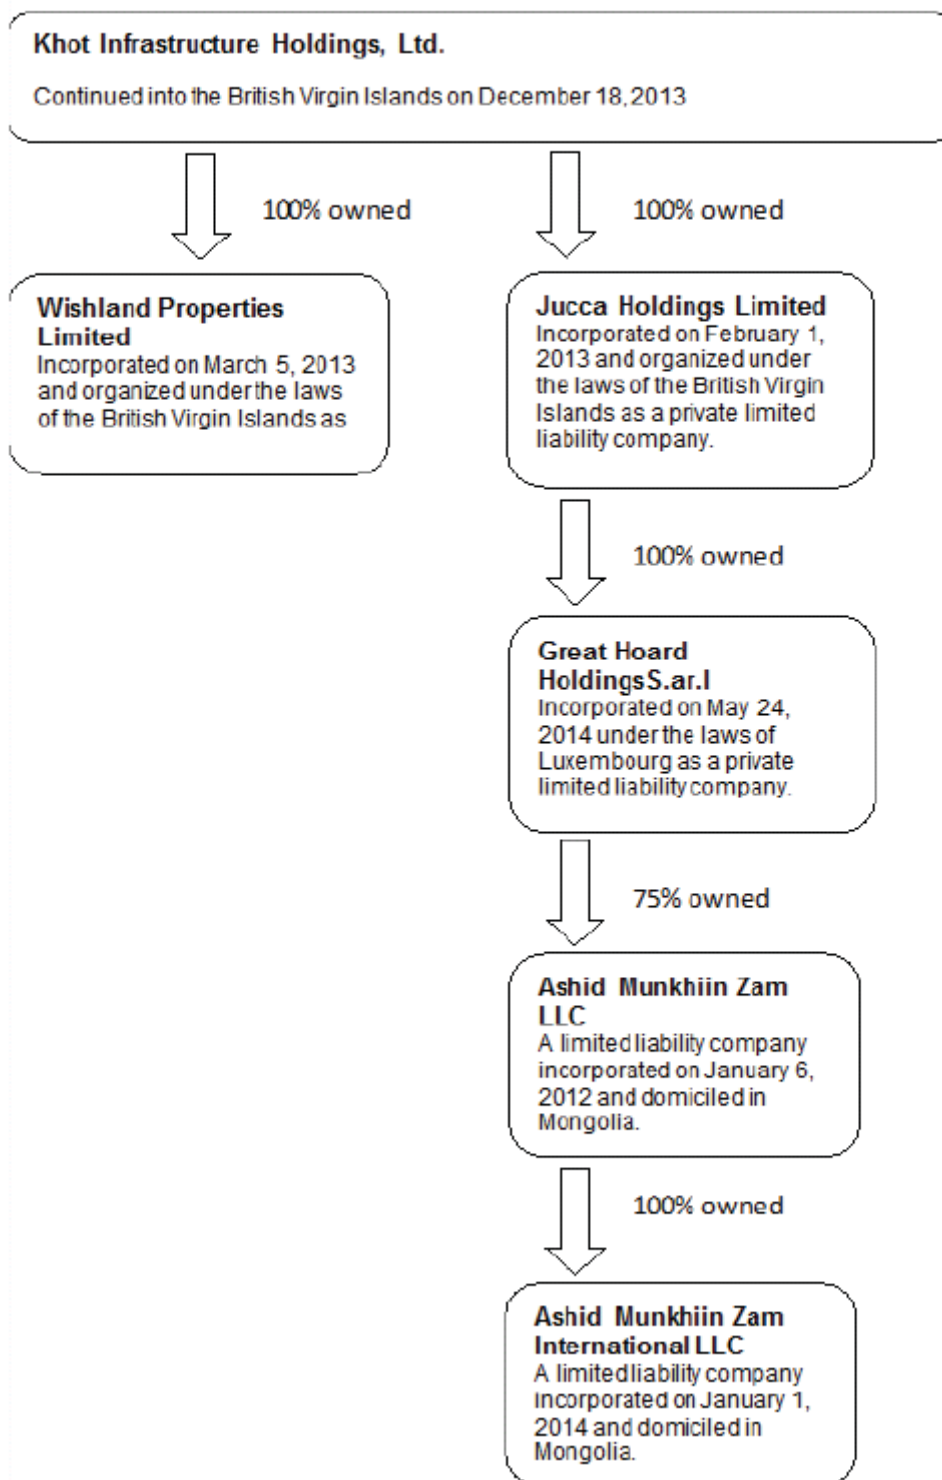 Khot Infrastructure Holdings, Ltd.
Continued into the British Virgin Islands on December 18, 2013
100% owned
100% owned
Wishland Properties
Limited
Incorporated on March 5, 2013
and organized under the laws
of the British Virgin Islands as
Jucca Holdings Limited
Incorporated on February 1,
2013 and organized under
the laws of the British Virgin
Islands as a private limited
liability company.
100% owned
Great Hoard
HoldingsS.ar.l
Incorporated on May 24,
2014 under the laws of
Luxembourg as a private
limited liability company.
75% owned
Ashid Munkhiin Zam
LLC
A limited liability company
incorporated on January 6,
2012 and domiciled in
Mongolia.
100% owned
Ashid Munkhiin Zam
International LLC
A limited liability company
incorporated on January 1,
2014 and domiciled in
Mongolia.